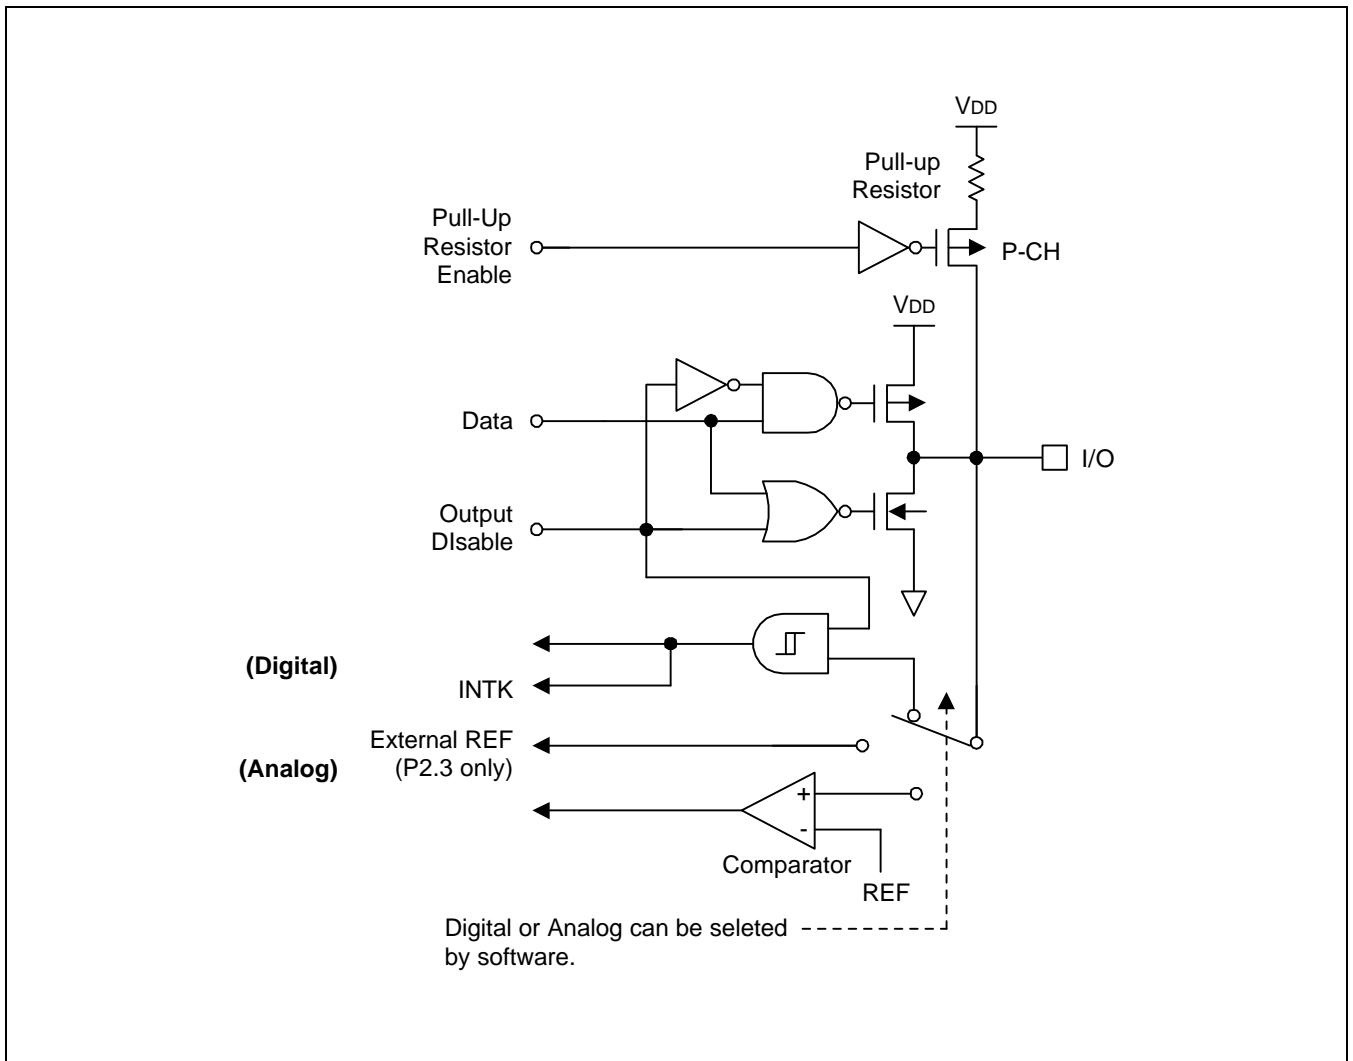 VDD
Pull-up
Resistor
Pull-Up
Resistor
Enable
P-CH
VDD
Data
I/O
Output
DIsable
(Digital)
INTK
External REF
(P2.3 only)
(Analog)
+
-
Comparator
REF
Digital or Analog can be seleted
by software.